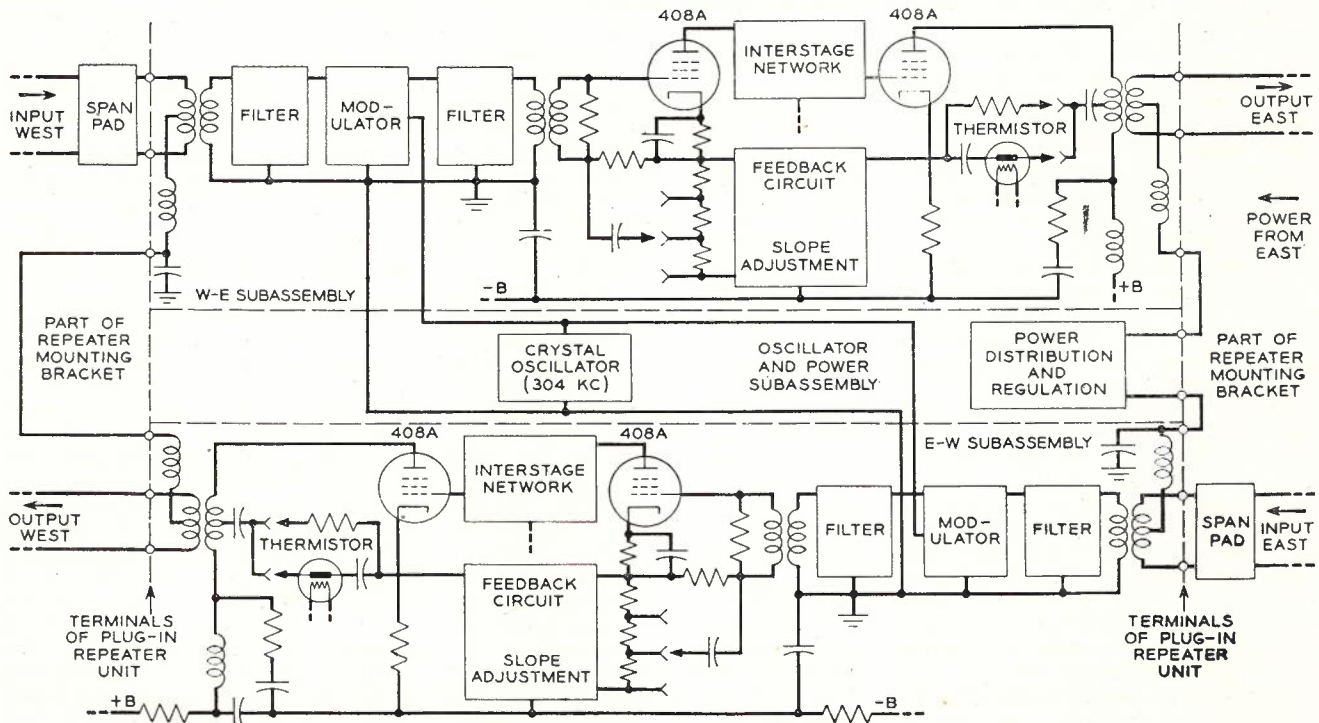 408A
408A
INTERSTAGE
NETWORK
SPAN
PAD
INPUT
WEST
FILTER
MOD-
ULATOR
FILTER
THERMISTOR
OUTPUT
EAST
FEEDBACK
CIRCUIT
SLOPE
ADJUSTMENT
POWER
FROM
EAST
-B
+B
W-E SUBASSEMBLY
PART OF
REPEATER
MOUNTING
BRACKET
CRYSTAL
OSCILLATOR
(304 KC)
OSCILLATOR
AND POWER
SUBASSEMBLY
POWER
DISTRIBUTION
AND
REGULATION
PART OF
REPEATER
MOUNTING
BRACKET
408A
408A
E-W SUBASSEMBLY
INTERSTAGE
NETWORK
OUTPUT
WEST
THERMISTOR
FILTER
MOD-
ULATOR
FILTER
SPAN
PAD
INPUT
EAST
FEEDBACK
CIRCUIT
SLOPE
ADJUSTMENT
TERMINALS
OF PLUG-IN
REPEATER
UNIT
TERMINALS
OF PLUG-IN
REPEATER
UNIT
+B
-B